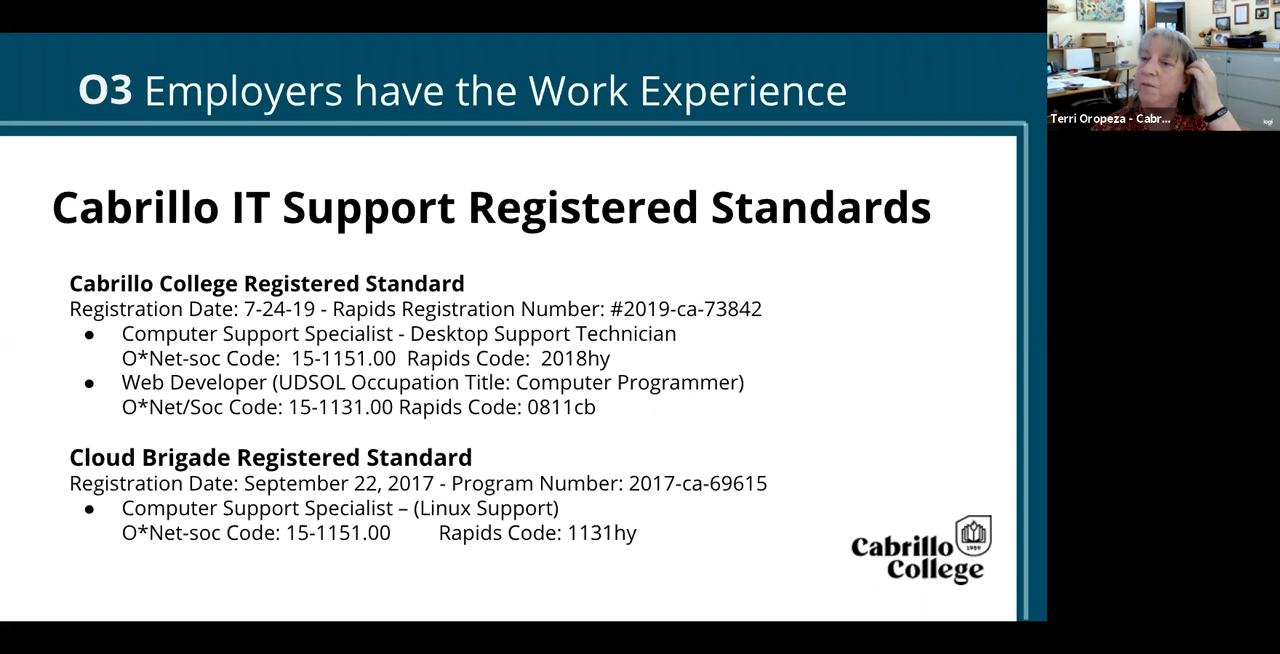 O3 Employers have the Work Experience
Terri Oropeza - Cabr...
logi
Cabrillo IT Support Registered Standards
Cabrillo College Registered Standard
Registration Date: 7-24-19 - Rapids Registration Number: #2019-ca-73842
● Computer Support Specialist - Desktop Support Technician
O*Net-soc Code: 15-1151.00 Rapids Code: 2018hy
● Web Developer (UDSOL Occupation Title: Computer Programmer)
O*Net/Soc Code: 15-1131.00 Rapids Code: 0811cb
Cloud Brigade Registered Standard
Registration Date: September 22, 2017 - Program Number: 2017-ca-69615
● Computer Support Specialist – (Linux Support)
O*Net-soc Code: 15-1151.00 Rapids Code: 1131hy
Cabrillo
College
1959